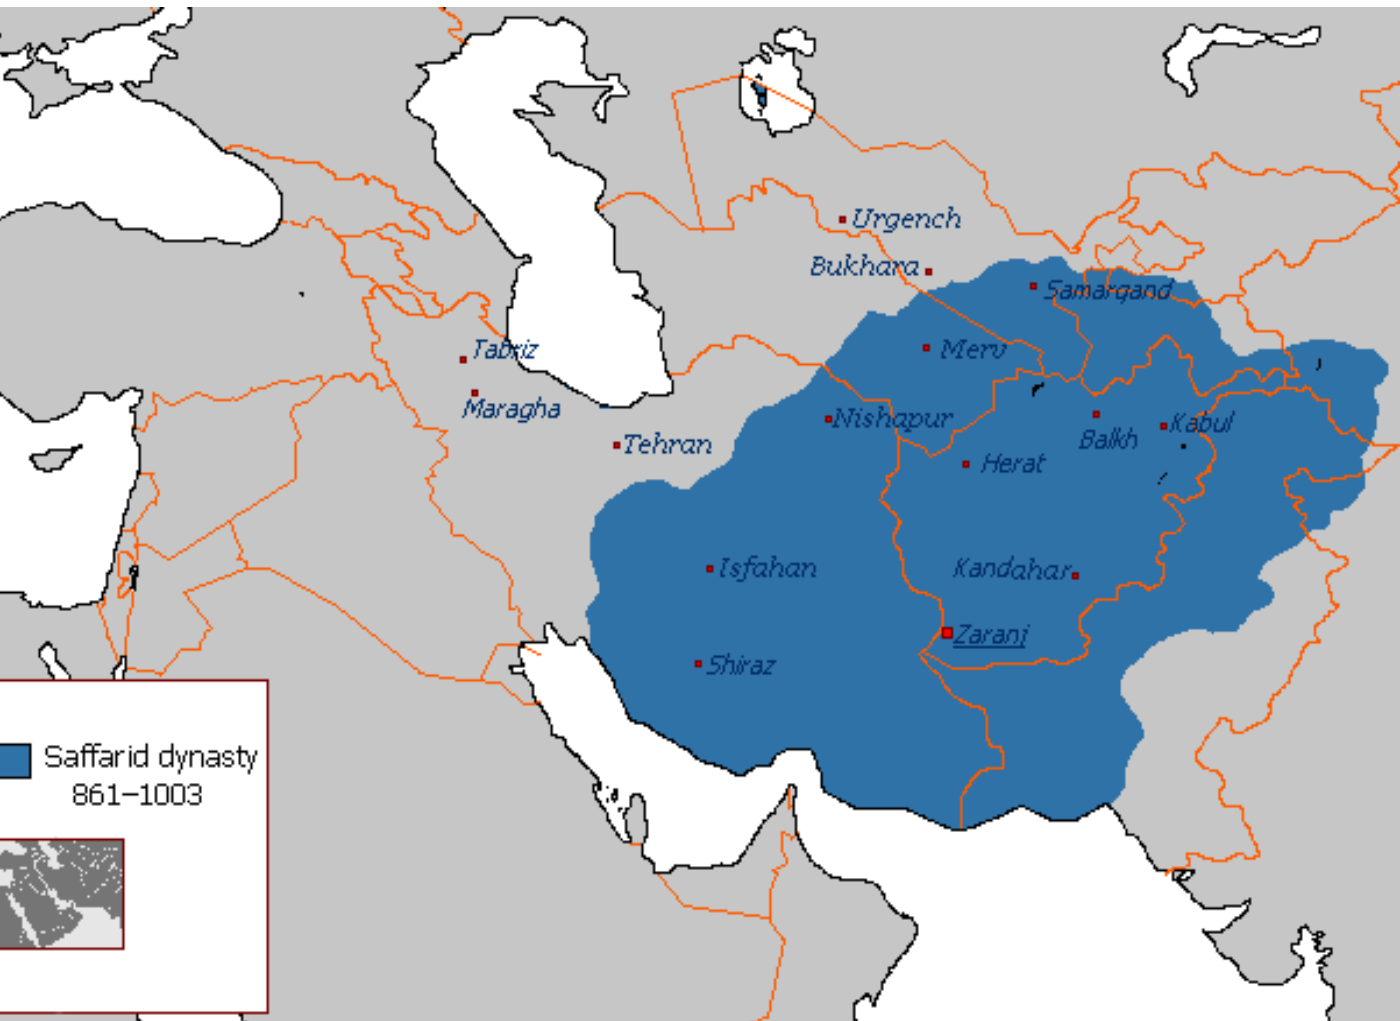 Urgench
Bukhara
Samarqand
Tabriz
Merv
Maragha
Nishapur
Kabul
Balkh
Tehran
Herat
Isfahan
Kandahar
Zaranj
Shiraz
Saffarid dynasty
861–1003